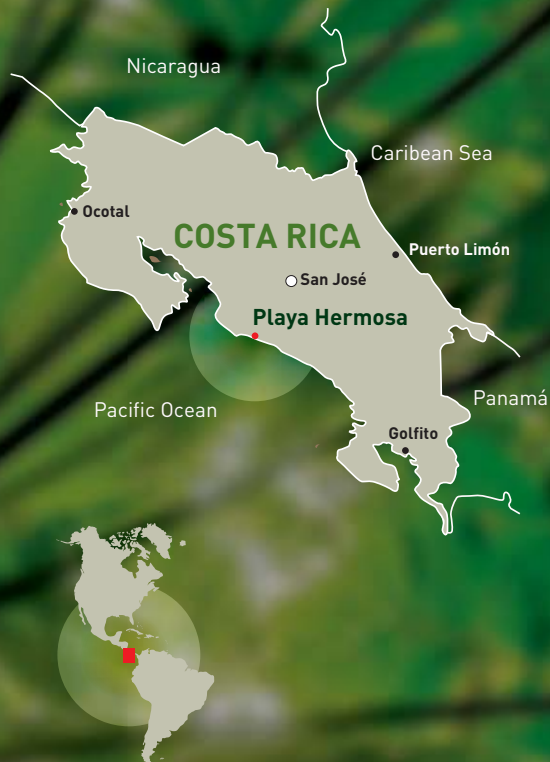 Nicaragua
Caribean Sea
Ocotal
COSTA RICA
Puerto Limón
San José
Playa Hermosa
Pacific Ocean
Panamá
Golfito